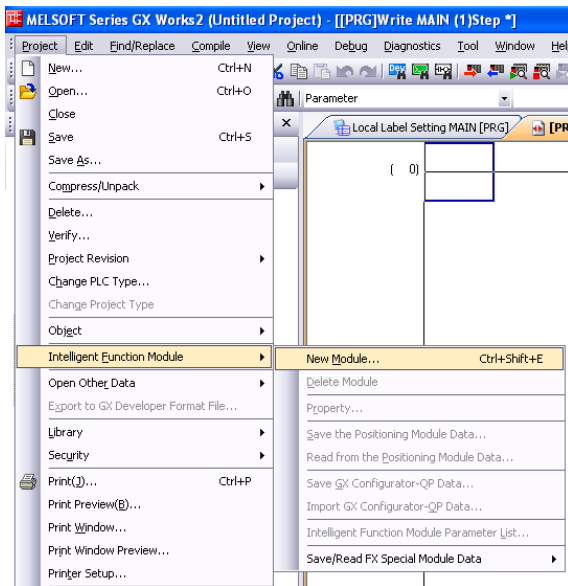 MELSOFT Series GX Works2 (Untitled Project) - [[PRG]Write MAIN (1)Step *]
Project Edit Find/Replace Compile View Online Debug Diagnostics Tool Window Hel
New... Ctrl+N
Open... Ctrl+O
Close
Save Ctrl+S
Save As...
Compress/Unpack
Delete...
Verify...
Project Revision
Change PLC Type...
Change Project Type
Object
Intelligent Function Module
Open Other Data
Export to GX Developer Format File...
Library
Security
Print(J)... Ctrl+P
Print Preview(B)...
Print Window...
Print Window Preview...
Printer Setup...
Parameter
Local Label Setting MAIN [PRG] [PR
( 0)
New Module... Ctrl+Shift+E
Delete Module
Property...
Save the Positioning Module Data...
Read from the Positioning Module Data...
Save GX Configurator-QP Data...
Import GX Configurator-QP Data...
Intelligent Function Module Parameter List...
Save/Read FX Special Module Data